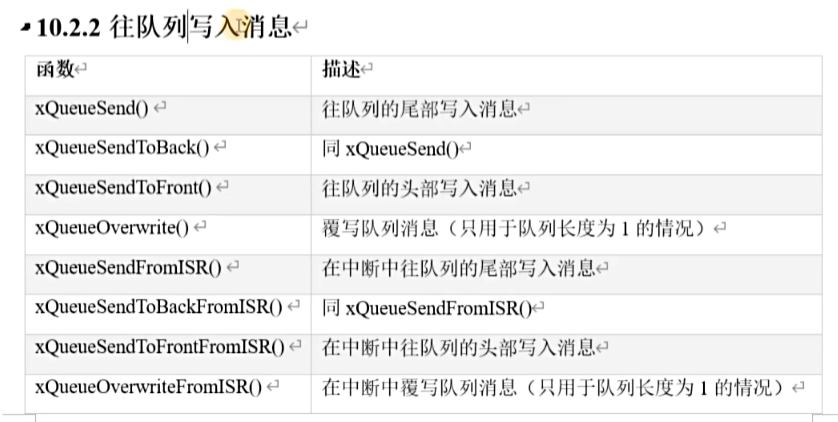 10.2.2 往队列写入消息
函数 描述
xQueueSend() 往队列的尾部写入消息
xQueueSendToBack() 同 xQueueSend()
xQueueSendToFront() 往队列的头部写入消息
xQueueOverwrite() 覆写队列消息（只用于队列长度为 1 的情况）
xQueueSendFromISR() 在中断中往队列的尾部写入消息
xQueueSendToBackFromISR() 同 xQueueSendFromISR()
xQueueSendToFrontFromISR() 在中断中往队列的头部写入消息
xQueueOverwriteFromISR() 在中断中覆写队列消息（只用于队列长度为 1 的情况）